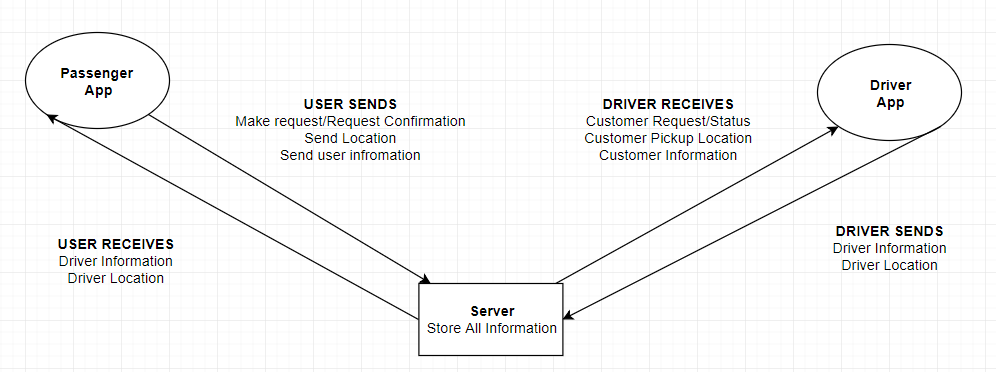 Passenger
App
USER SENDS
Make request/Request Confirmation
Send Location
Send user infromation
DRIVER RECEIVES
Customer Request/Status
Customer Pickup Location
Customer Information
Driver
App
USER RECEIVES
Driver Information
Driver Location
DRIVER SENDS
Driver Information
Driver Location
Server
Store All Information